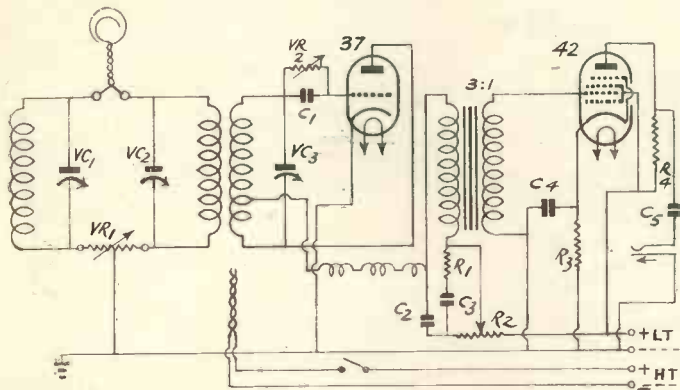 37
42
VR
2
3:1
C1
VC1
VC2
VC3
VR1
C4
R4
C5
R1
R3
C2
C3
R2
+ LT
-
+ HT
-